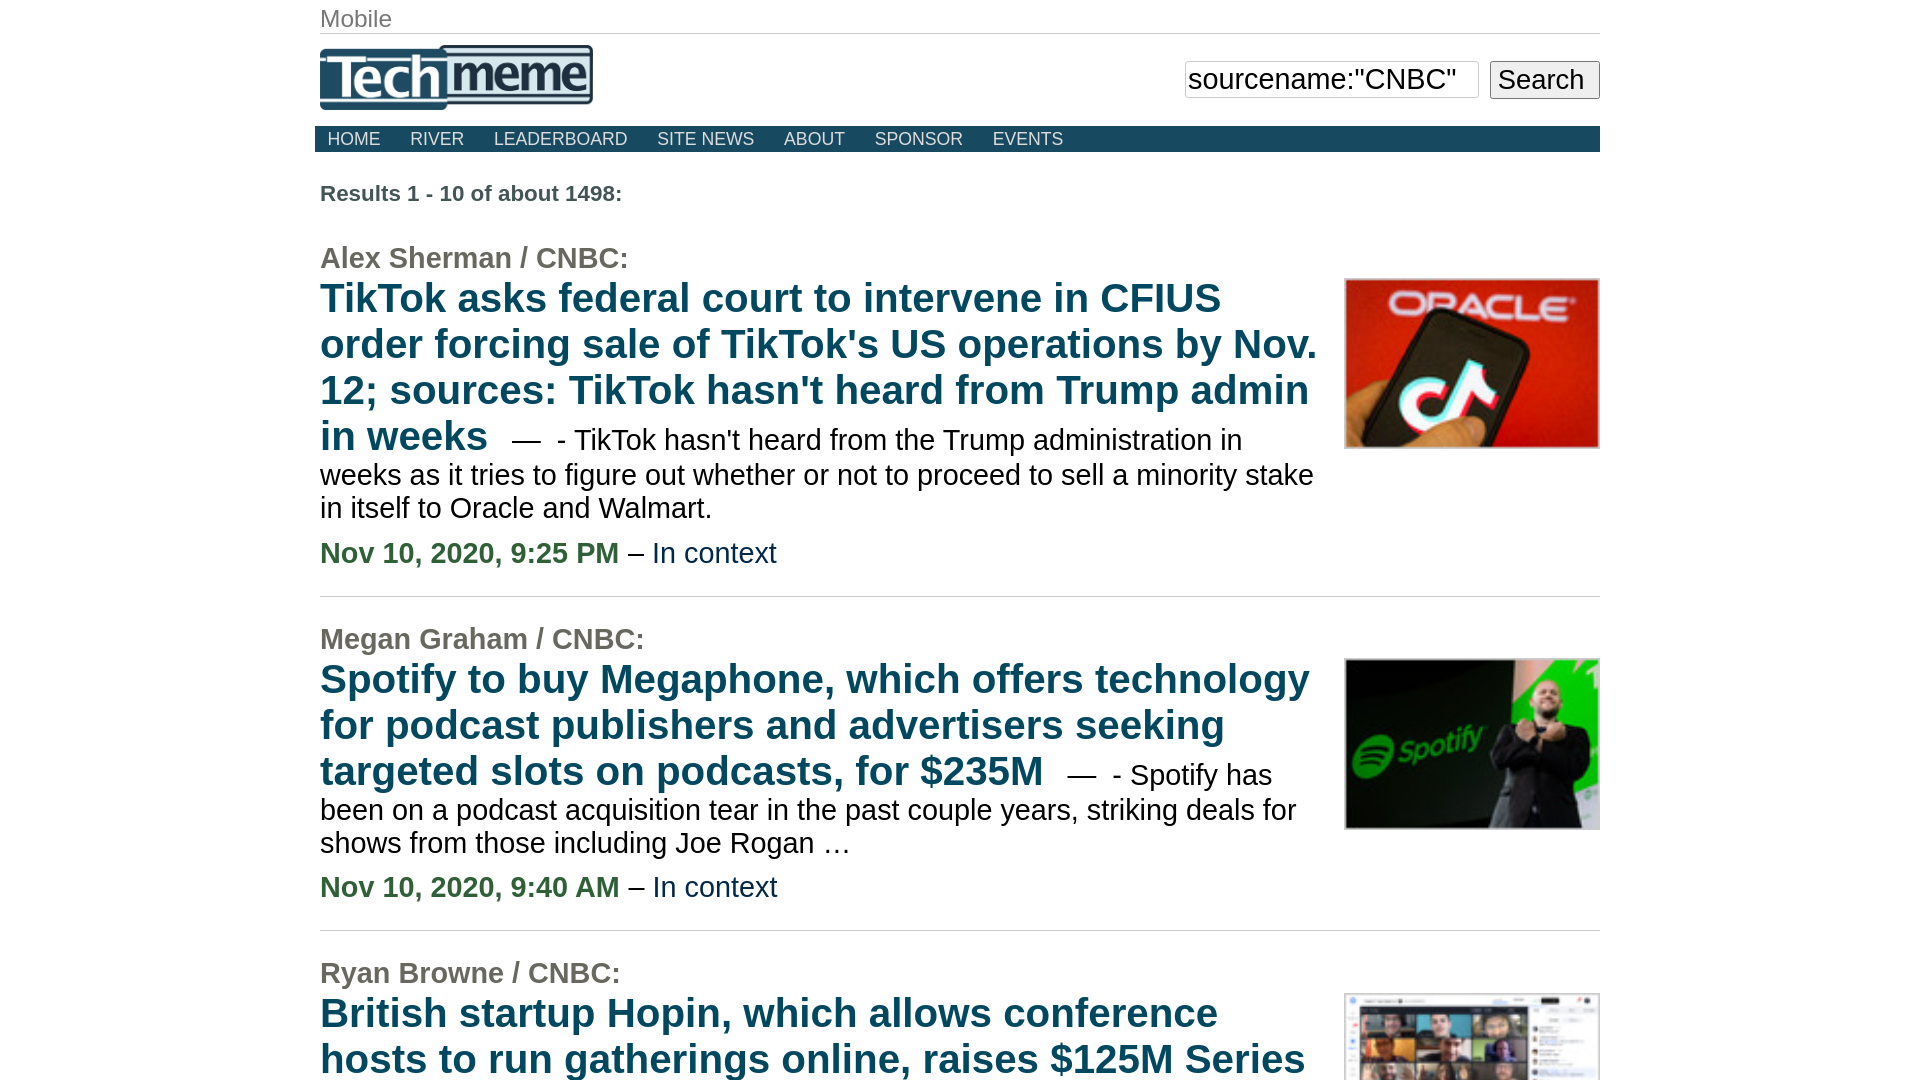 Mobile
Techmeme
sourcename:"CNBC" Search
HOME RIVER LEADERBOARD SITE NEWS ABOUT SPONSOR EVENTS
Results 1 - 10 of about 1498:
Alex Sherman / CNBC:
TikTok asks federal court to intervene in CFIUS
order forcing sale of TikTok's US operations by Nov.
12; sources: TikTok hasn't heard from Trump admin
in weeks — - TikTok hasn't heard from the Trump administration in
weeks as it tries to figure out whether or not to proceed to sell a minority stake
in itself to Oracle and Walmart.
Nov 10, 2020, 9:25 PM – In context
ORACLE
Megan Graham / CNBC:
Spotify to buy Megaphone, which offers technology
for podcast publishers and advertisers seeking
targeted slots on podcasts, for $235M — - Spotify has
been on a podcast acquisition tear in the past couple years, striking deals for
shows from those including Joe Rogan …
Nov 10, 2020, 9:40 AM – In context
Spotify
Ryan Browne / CNBC:
British startup Hopin, which allows conference
hosts to run gatherings online, raises $125M Series